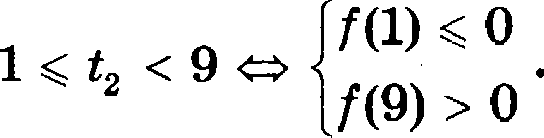 1 ⩽ t₂ < 9 ⇔ { f(1) ⩽ 0
f(9) > 0 .